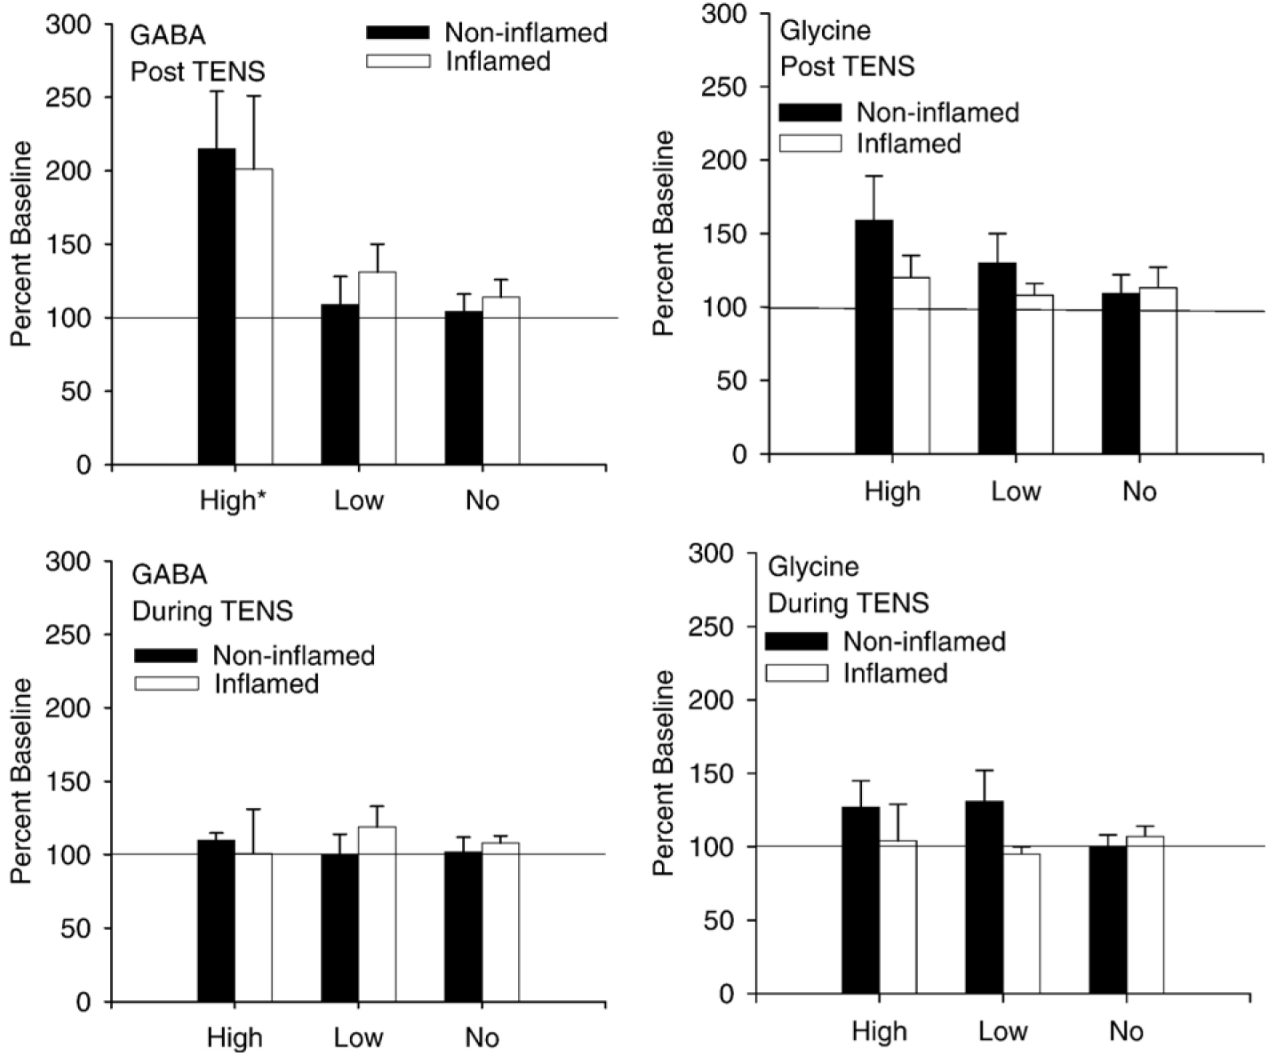 GABA
Post TENS
Non-inflamed
Inflamed
Percent Baseline
300
250
200
150
100
50
0
High*
Low
No
Glycine
Post TENS
Non-inflamed
Inflamed
Percent Baseline
300
250
200
150
100
50
0
High
Low
No
GABA
During TENS
Non-inflamed
Inflamed
Percent Baseline
300
250
200
150
100
50
0
High
Low
No
Glycine
During TENS
Non-inflamed
Inflamed
Percent Baseline
300
250
200
150
100
50
0
High
Low
No